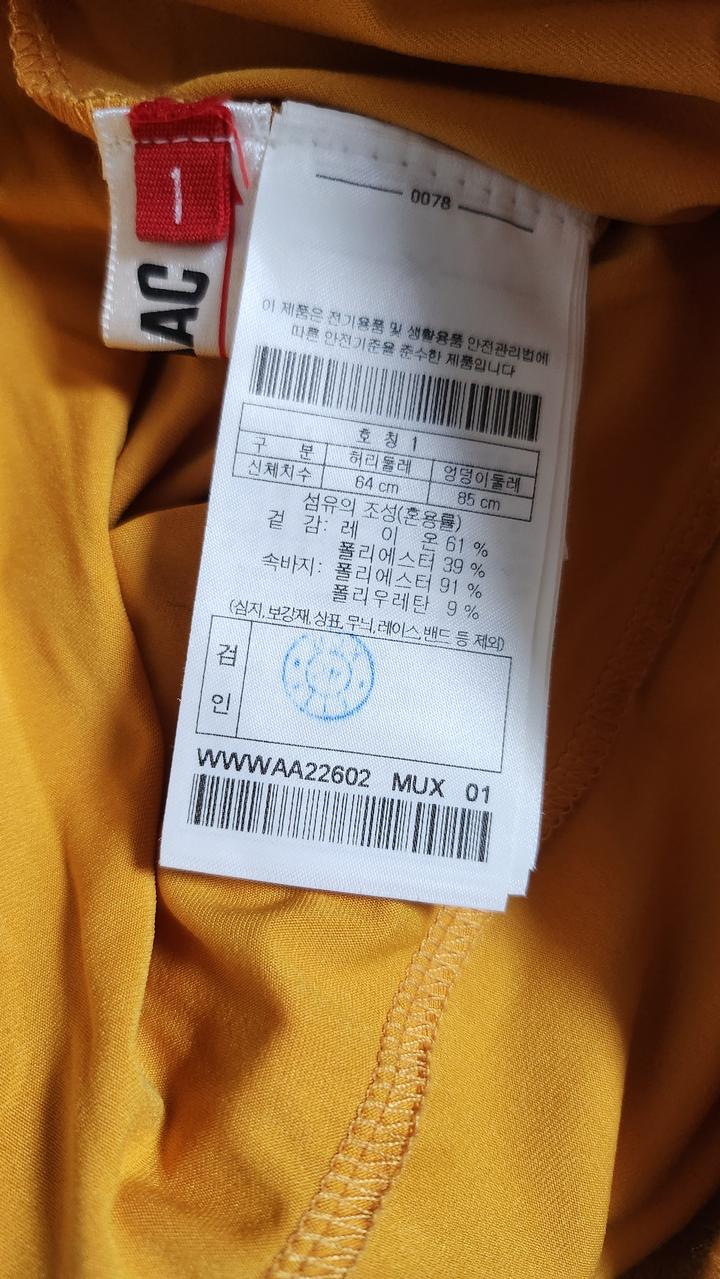 1
AC
0078
이 제품은 전기용품 및 생활용품 안전관리법에
따른 안전기준을 준수한 제품입니다
호 칭 1
구 분 허리둘레 엉덩이둘레
신체치수 64 cm 85 cm
섬유의 조성(혼용률)
겉 감: 레 이 온 61 %
폴리에스터 39 %
속바지: 폴리에스터 91 %
폴리우레탄 9 %
(심지,보강재,상표,무늬,레이스,밴드 등 제외)
검
인
WWWAA22602 MUX 01